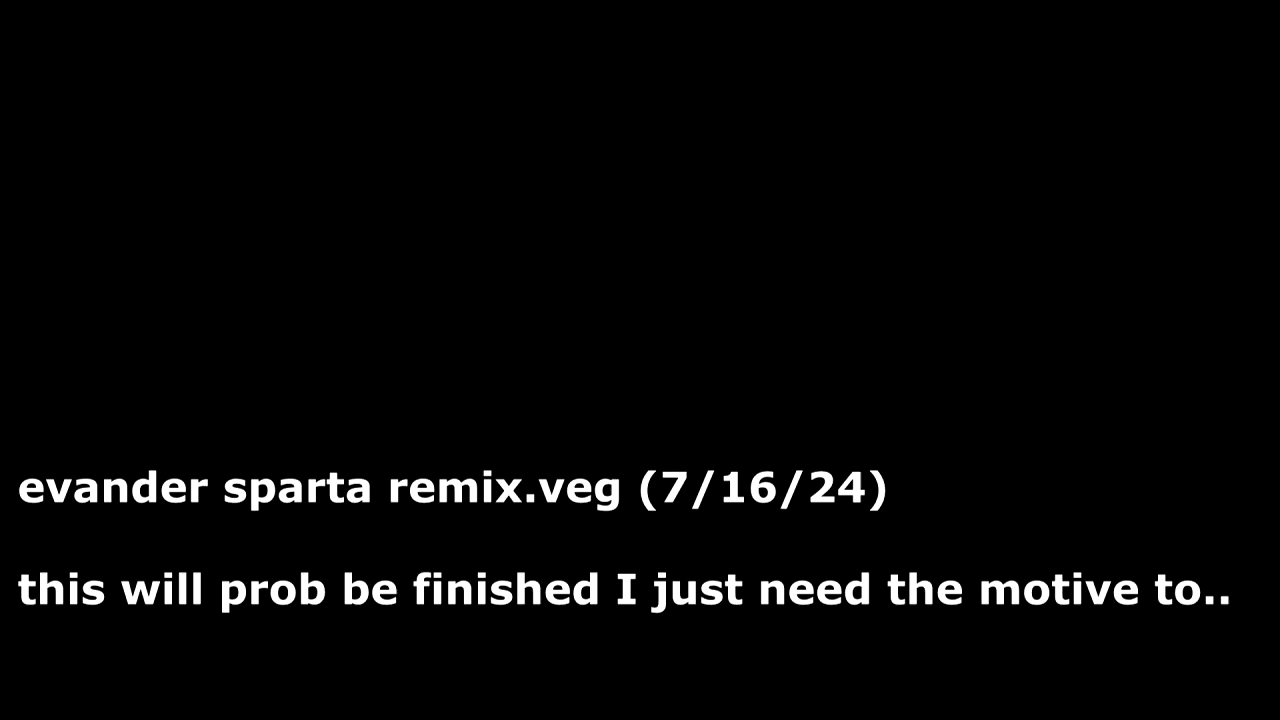 evander sparta remix.veg (7/16/24)
this will prob be finished I just need the motive to..